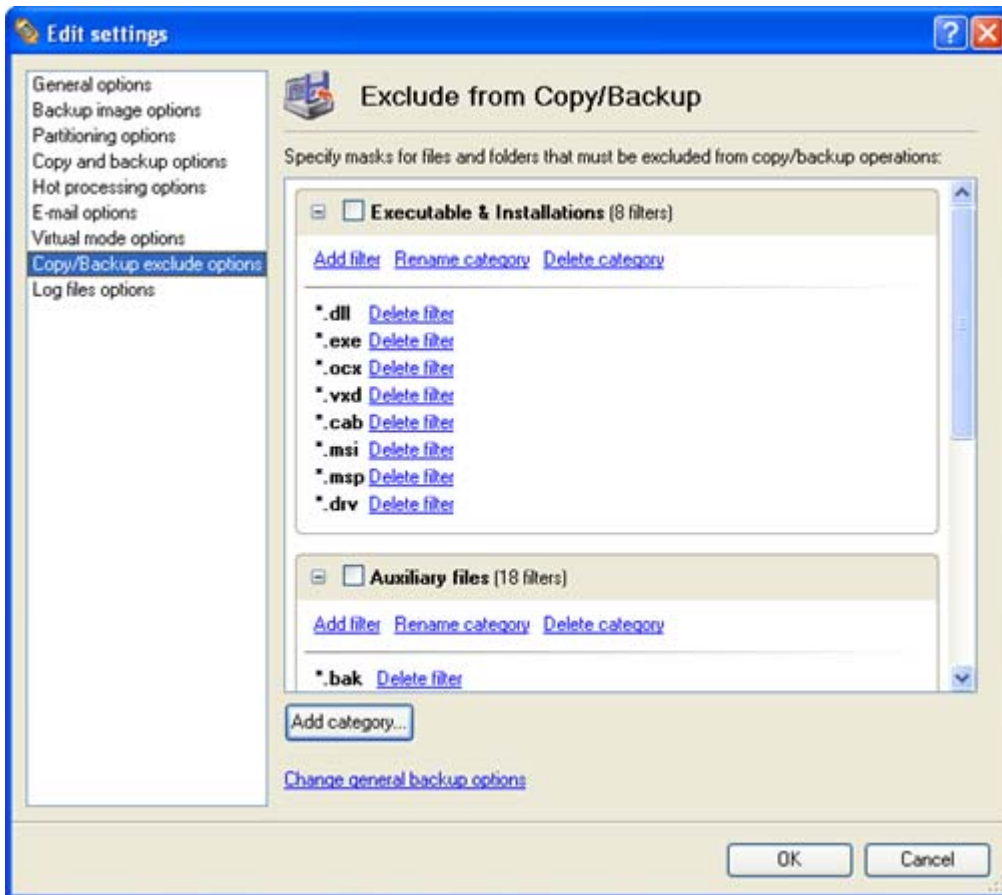 Edit settings
General options
Backup image options
Partitioning options
Copy and backup options
Hot processing options
E-mail options
Virtual mode options
Copy/Backup exclude options
Log files options
Exclude from Copy/Backup
Specify masks for files and folders that must be excluded from copy/backup operations:
Executable & Installations (8 filters)
Add filter Rename category Delete category
*.dll Delete filter
*.exe Delete filter
*.ocx Delete filter
*.vxd Delete filter
*.cab Delete filter
*.msi Delete filter
*.msp Delete filter
*.drv Delete filter
Auxiliary files (18 filters)
Add filter Rename category Delete category
*.bak Delete filter
Add category...
Change general backup options
OK Cancel